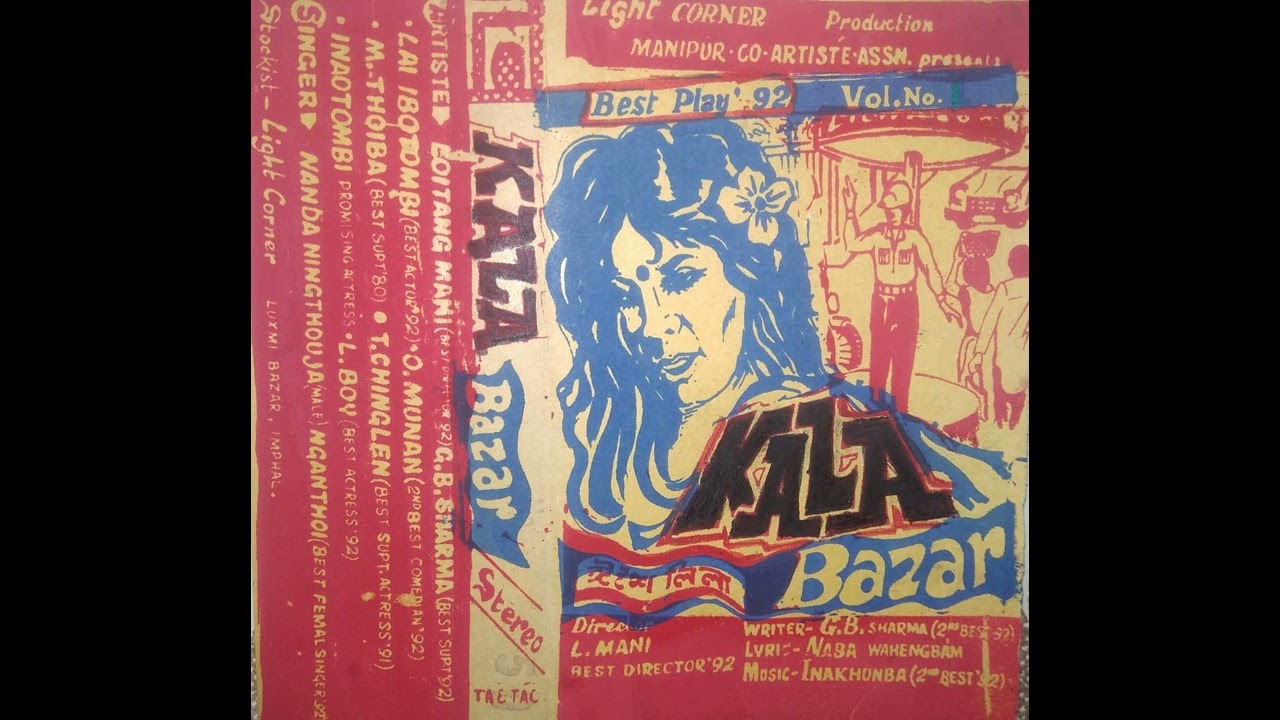 Light CORNER Production
MANIPUR·CO·ARTISTE·ASSN. presents
Best Play '92 Vol.No.
KALA
Bazar
L. MANI
BEST DIRECTOR '92
WRITER- G.B. SHARMA (2ND BEST '92)
LYRIC- NABA WAHENGBAM
MUSIC- INAKHUNBA (2ND BEST '92).
KALA Bazar Stereo
TAETAC
ARTISTE LOITANG MANI (BEST DIRECTOR 92) G.B. SHARMA (BEST SUPT '92)
• LAI IBOTOMBI (BEST ACTOR '92) • O. MUNAN (2ND BEST COMEDIAN '92)
• M. THOIBA (BEST SUPT '80) • T. CHINGLEN (BEST SUPT. ACTRESS '91)
• INAOTOMBI PROMISING ACTRESS • L. BOY (BEST ACTRESS '92)
SINGER NANDA NINGTHOUJA (MALE) NGANTHOI (BEST FEMAL SINGER '92
Stockist - Light Corner LUXMI BAZAR, IMPHAL.